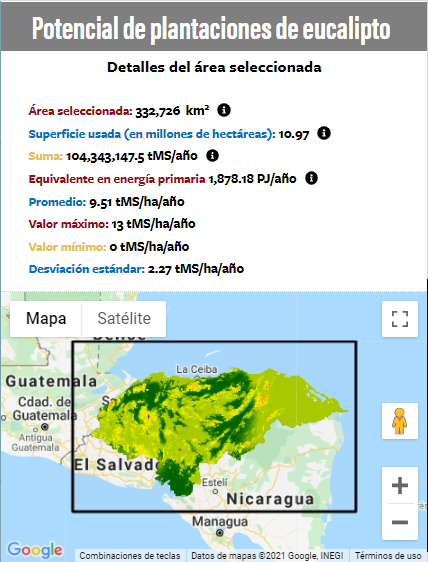 Potencial de plantaciones de eucalipto
Detalles del área seleccionada
Área seleccionada: 332,726 km²
Superficie usada (en millones de hectáreas): 10.97
Suma: 104,343,147.5 tMS/año
Equivalente en energía primaria 1,878.18 PJ/año
Promedio: 9.51 tMS/ha/año
Valor máximo: 13 tMS/ha/año
Valor mínimo: 0 tMS/ha/año
Desviación estándar: 2.27 tMS/ha/año
Mapa Satélite
La Ceiba
Guatemala
Cdad. de
Guatemala
Antigua
Guatemala
El Salvador
Estelí
Nicaragua
Managua
Google
Combinaciones de teclas
Datos de mapas ©2021 Google, INEGI
Términos de uso